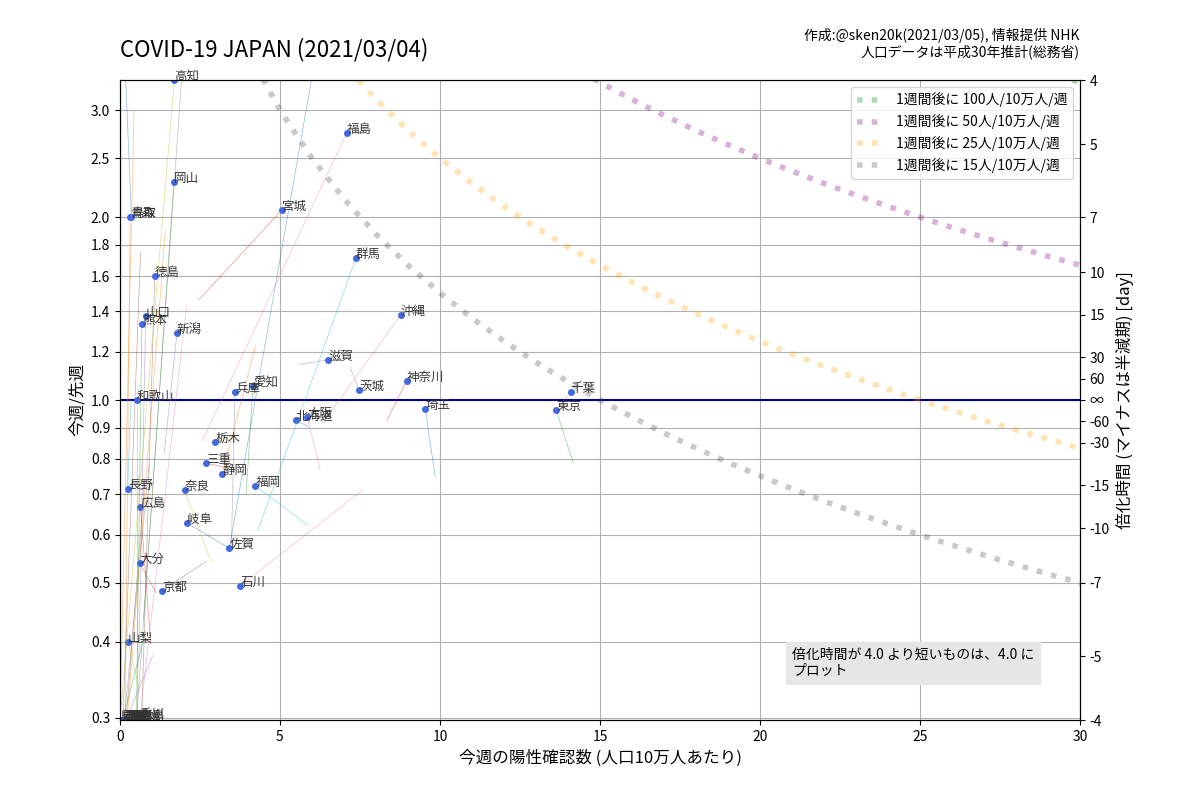 COVID-19 JAPAN (2021/03/04)
作成:@sken20k(2021/03/05), 情報提供 NHK
人口データは平成30年推計(総務省)
1週間後に 100人/10万人/週
1週間後に 50人/10万人/週
1週間後に 25人/10万人/週
1週間後に 15人/10万人/週
今週/先週
3.0
2.5
2.0
1.8
1.6
1.4
1.2
1.0
0.9
0.8
0.7
0.6
0.5
0.4
0.3
高知
福島
岡山
宮城
群馬
徳島
沖縄
山口
熊本
新潟
滋賀
神奈川
愛知
兵庫
茨城
千葉
和歌山
埼玉
東京
大阪
北海道
栃木
三重
静岡
長野
奈良
福岡
広島
岐阜
佐賀
大分
京都
石川
山梨
香川
倍化時間が 4.0 より短いものは、4.0 に
プロット
4
5
7
10
15
30
60
∞
-60
-30
-15
-10
-7
-5
-4
倍化時間 (マイナスは半減期) [day]
0
5
10
15
20
25
30
今週の陽性確認数 (人口10万人あたり)